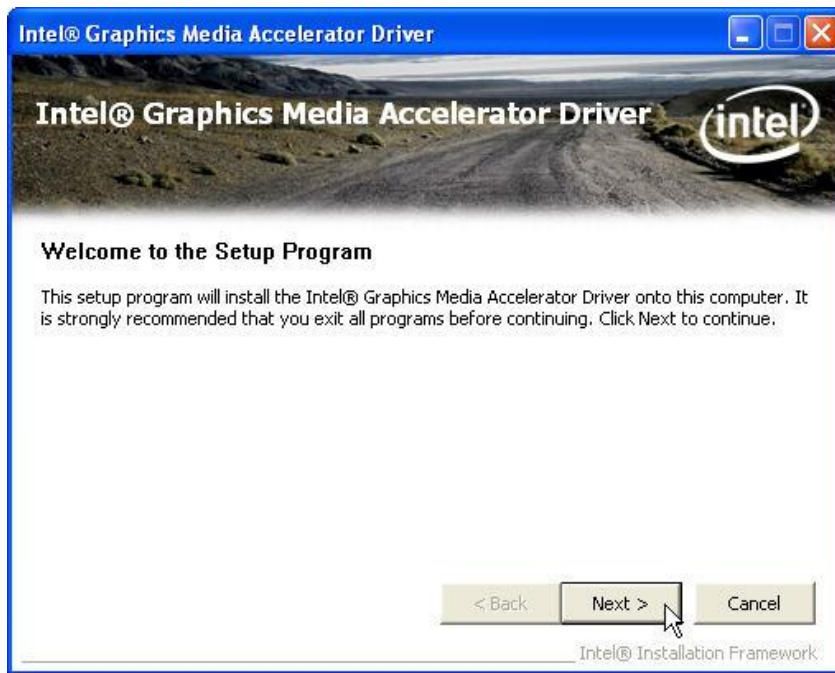 Intel® Graphics Media Accelerator Driver
Intel® Graphics Media Accelerator Driver
intel
Welcome to the Setup Program
This setup program will install the Intel® Graphics Media Accelerator Driver onto this computer. It
is strongly recommended that you exit all programs before continuing. Click Next to continue.
< Back
Next >
Cancel
Intel® Installation Framework